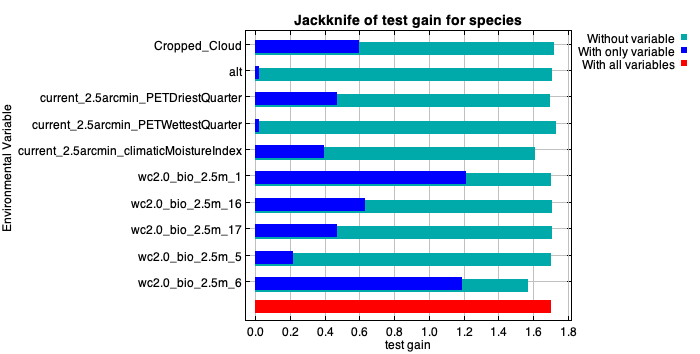 Jackknife of test gain for species
Without variable
With only variable
With all variables
Environmental Variable
Cropped_Cloud
alt
current_2.5arcmin_PETDriestQuarter
current_2.5arcmin_PETWettestQuarter
current_2.5arcmin_climaticMoistureIndex
wc2.0_bio_2.5m_1
wc2.0_bio_2.5m_16
wc2.0_bio_2.5m_17
wc2.0_bio_2.5m_5
wc2.0_bio_2.5m_6
0.0 0.2 0.4 0.6 0.8 1.0 1.2 1.4 1.6 1.8
test gain